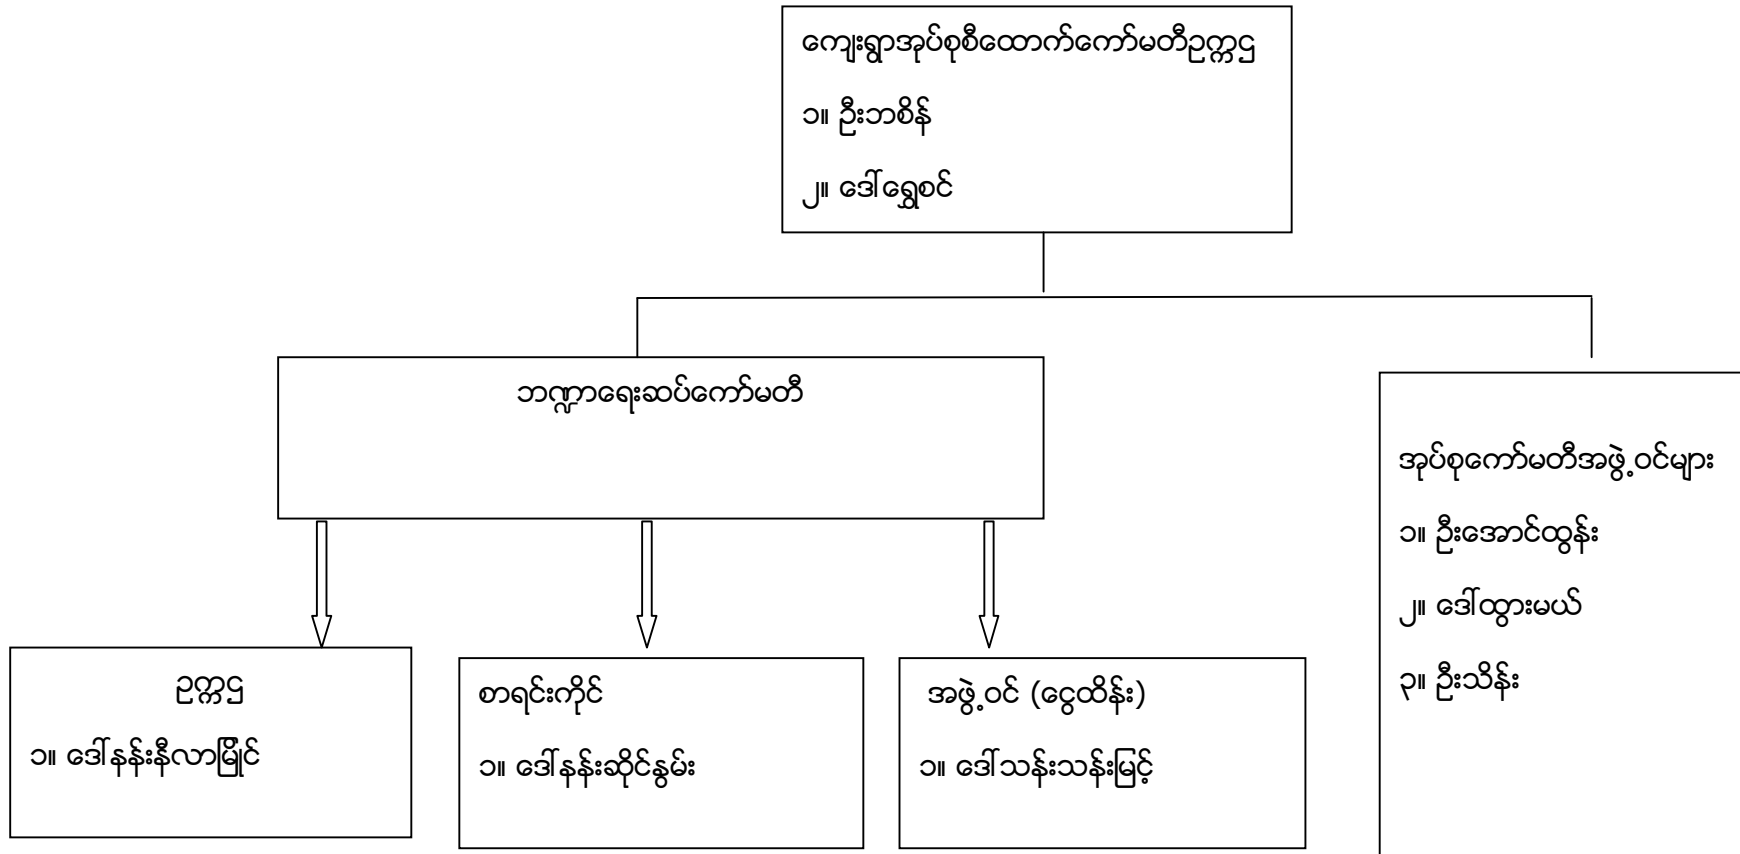 ကျေးရွာအုပ်စုစီထောက်ကော်မတီဥက္ကဌ
၁။ ဦးဘစိန်
၂။ ဒေါ်ရွှေစင်
ဘဏ္ဍာရေးဆပ်ကော်မတီ
အုပ်စုကော်မတီအဖွဲ့ဝင်များ
၁။ ဦးအောင်ထွန်း
၂။ ဒေါ်ထွားမယ်
၃။ ဦးသိန်း
ဥက္ကဌ
၁။ ဒေါ်နန်းနီလာမြိုင်
စာရင်းကိုင်
၁။ ဒေါ်နန်းဆိုင်နွမ်း
အဖွဲ့ဝင် (ငွေထိန်း)
၁။ ဒေါ်သန်းသန်းမြင့်